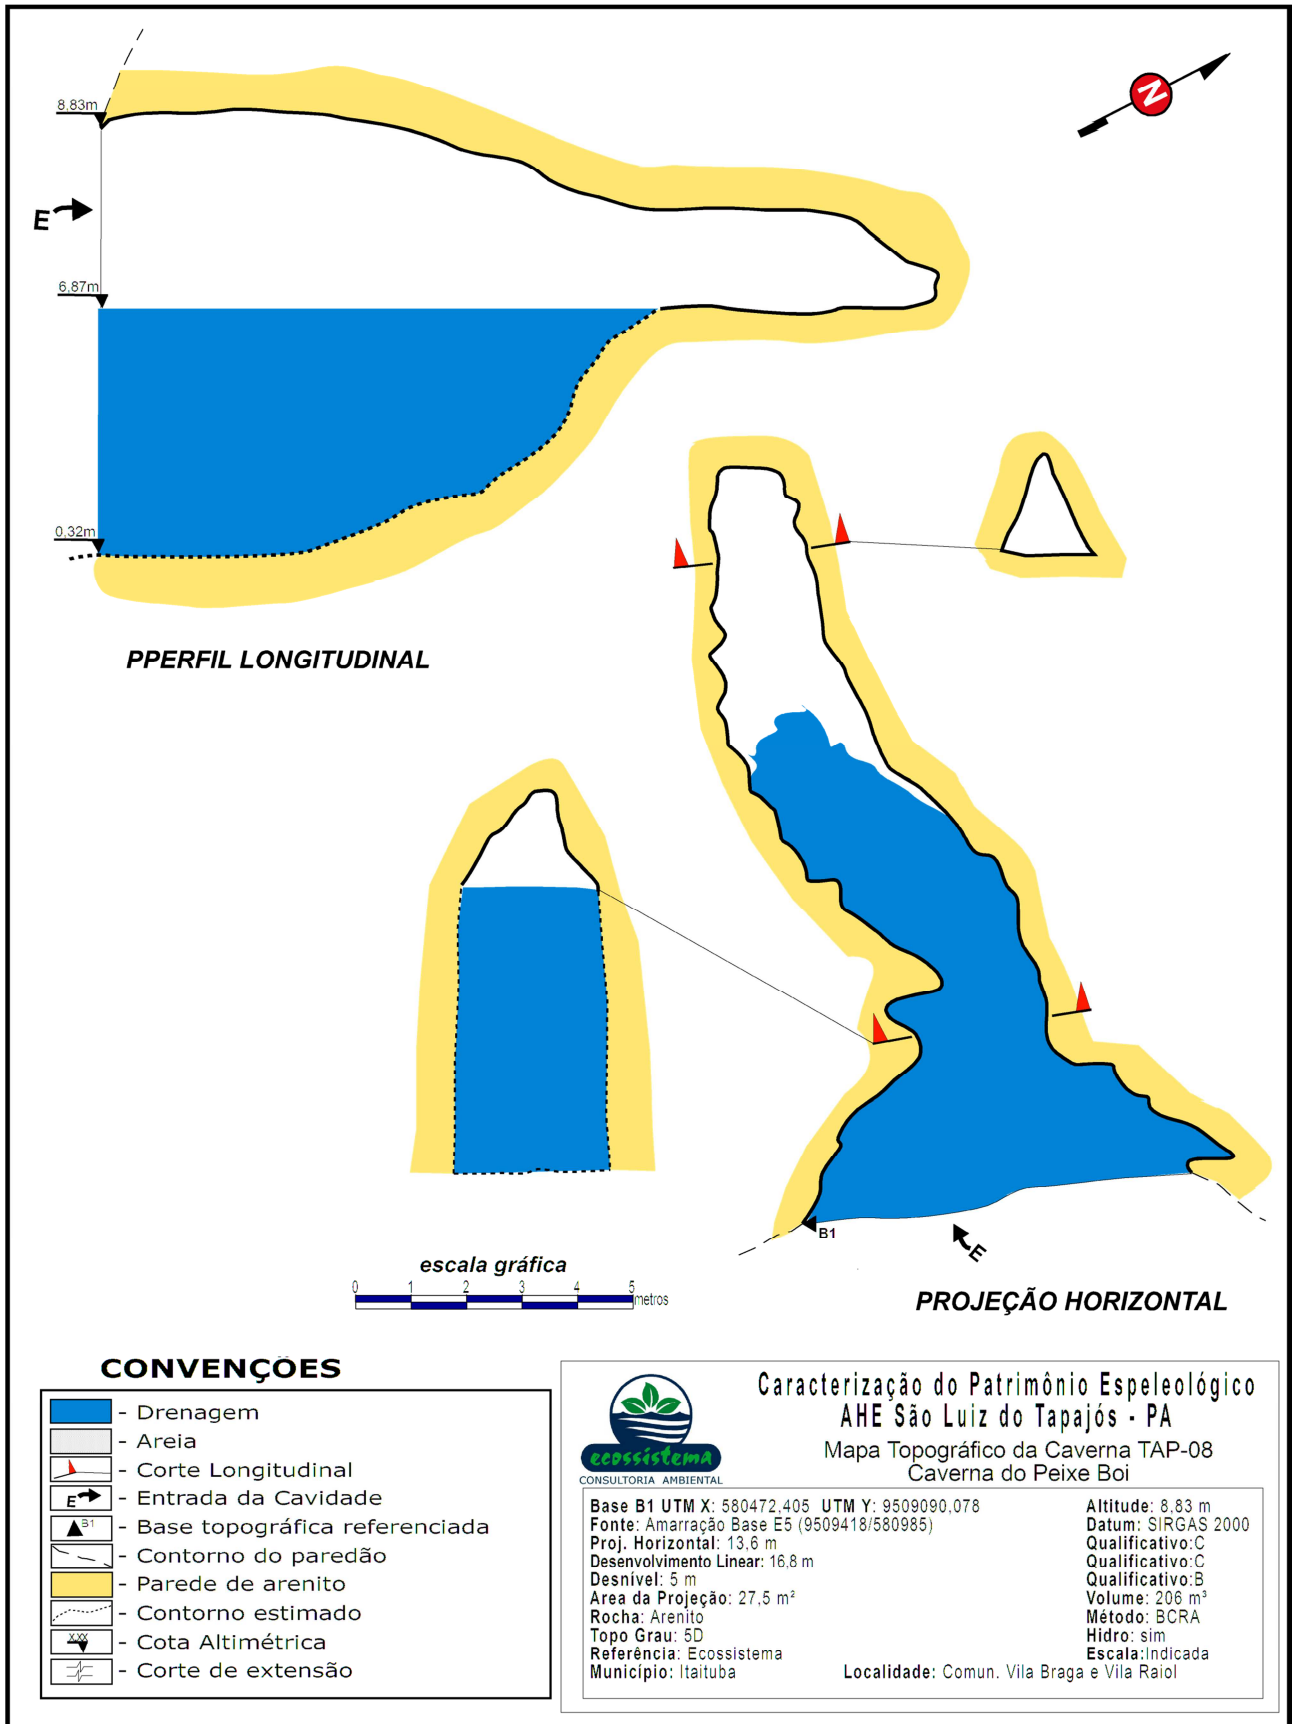 N
8,83m
E
6,87m
0,32m
PPERFIL LONGITUDINAL
B1
E
escala gráfica
0 1 2 3 4 5
metros
PROJEÇÃO HORIZONTAL
CONVENÇÕES
- Drenagem
- Areia
- Corte Longitudinal
E - Entrada da Cavidade
B1 - Base topográfica referenciada
- Contorno do paredão
- Parede de arenito
- Contorno estimado
X,XX - Cota Altimétrica
- Corte de extensão
ecossistema
CONSULTORIA AMBIENTAL
Caracterização do Patrimônio Espeleológico
AHE São Luiz do Tapajós - PA
Mapa Topográfico da Caverna TAP-08
Caverna do Peixe Boi
Base B1 UTM X: 580472,405 UTM Y: 9509090,078 Altitude: 8,83 m
Fonte: Amarração Base E5 (9509418/580985) Datum: SIRGAS 2000
Proj. Horizontal: 13,6 m Qualificativo:C
Desenvolvimento Linear: 16,8 m Qualificativo:C
Desnível: 5 m Qualificativo:B
Area da Projeção: 27,5 m² Volume: 206 m³
Rocha: Arenito Método: BCRA
Topo Grau: 5D Hidro: sim
Referência: Ecossistema Escala:Indicada
Município: Itaituba Localidade: Comun. Vila Braga e Vila Raiol